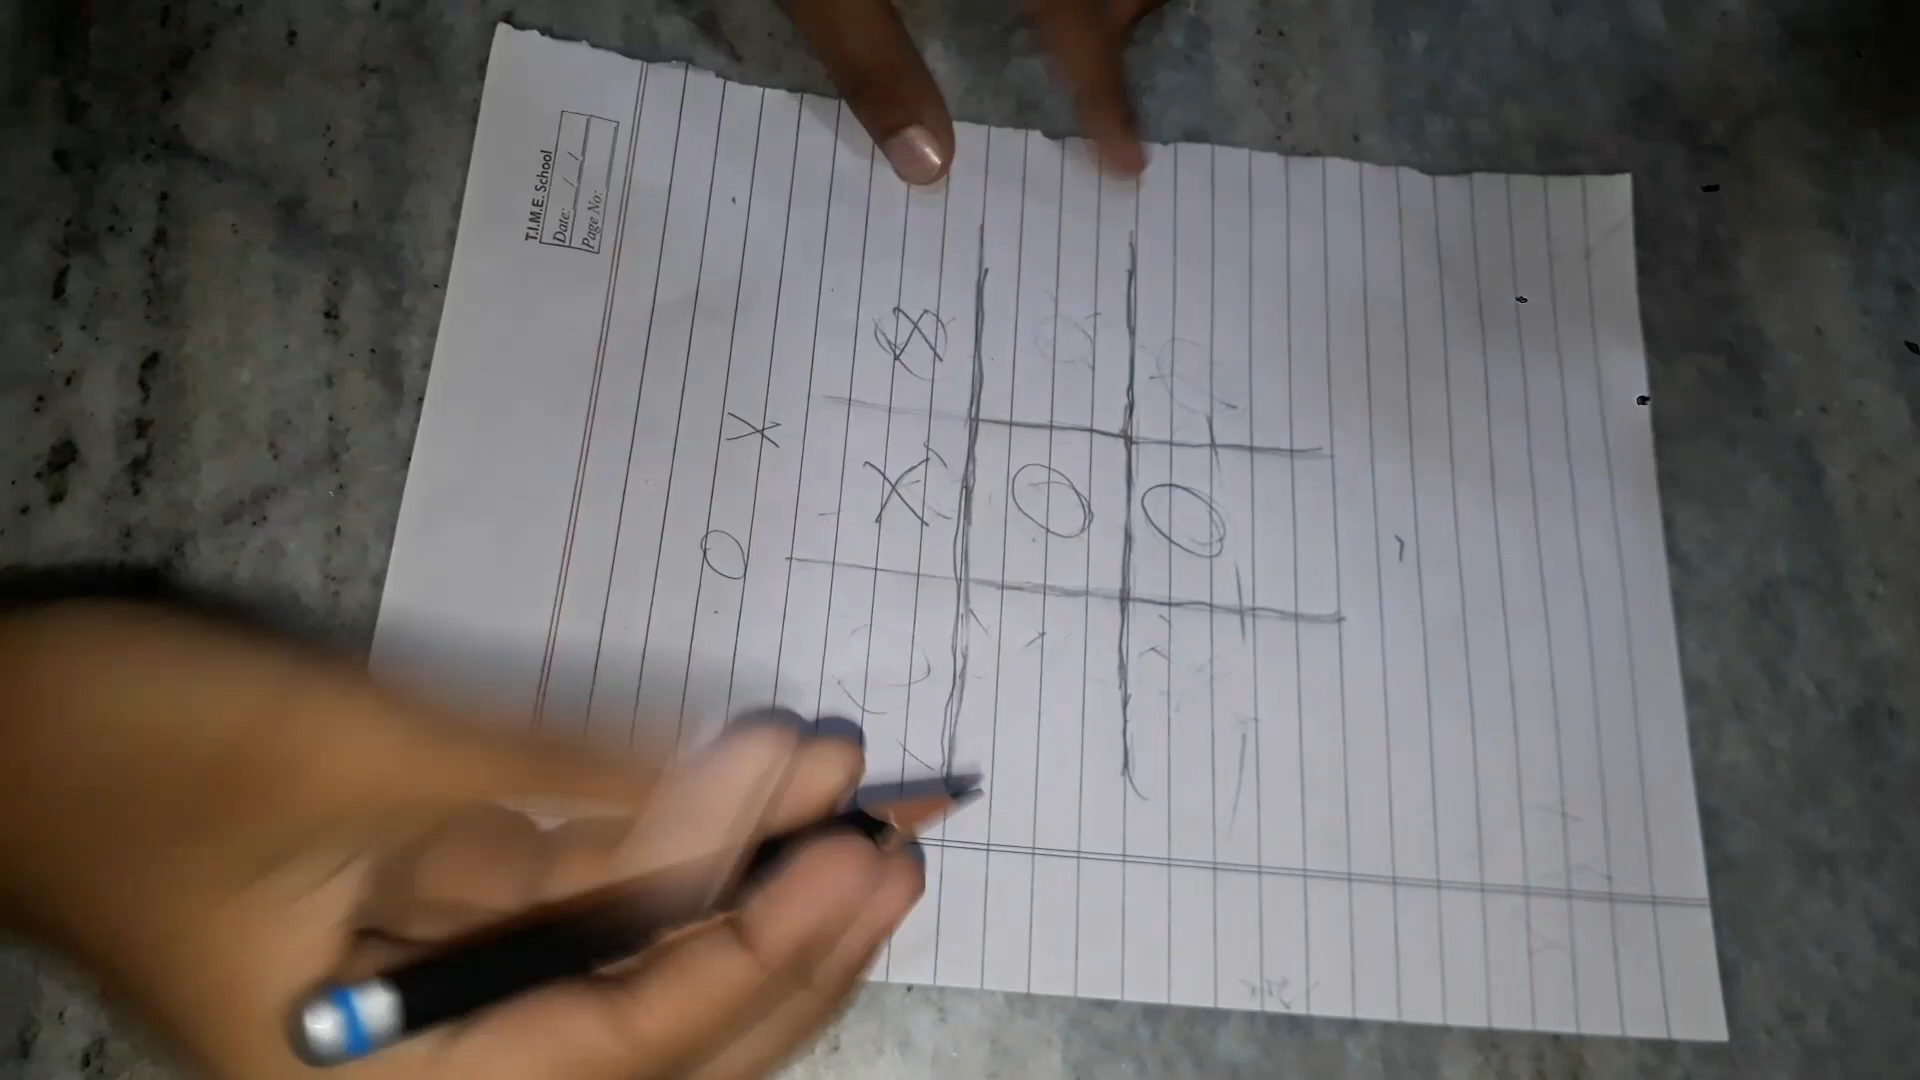 T.I.M.E. School
Date: / /
Page No:
X
O
X
X O O